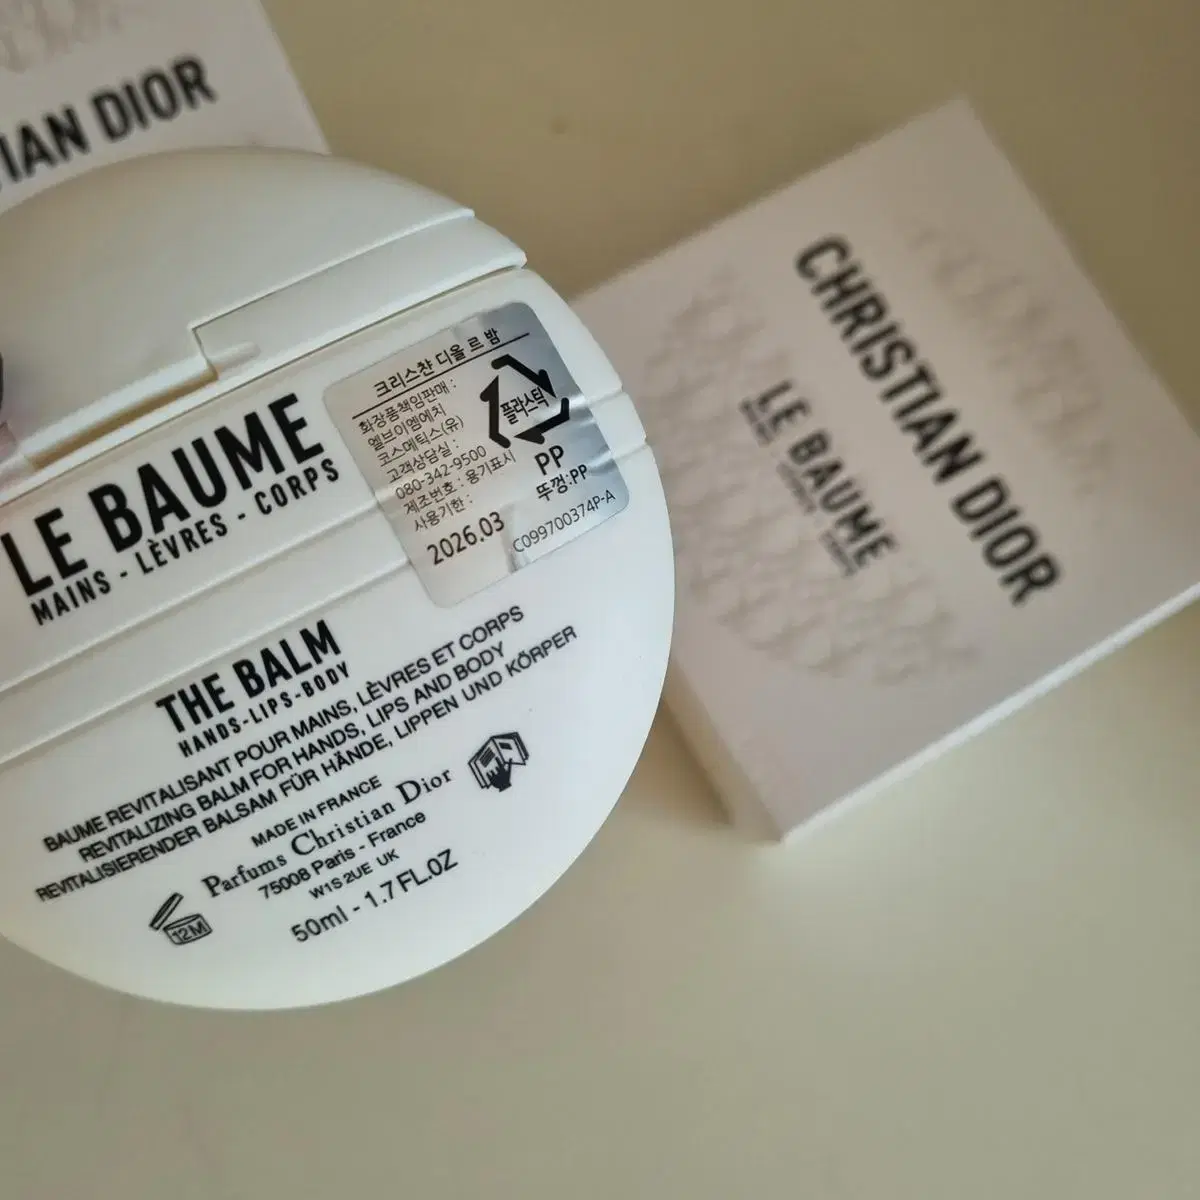 TIAN DIOR
LE BAUME
MAINS - LÈVRES - CORPS
크리스챤 디올 르 밤
화장품책임판매 :
엘브이엠에치
코스메틱스(유)
고객상담실 :
080-342-9500
제조번호 : 용기표시
사용기한 :
2026.03
플라스틱
PP
뚜껑:PP
C099700374P-A
THE BALM
HANDS-LIPS-BODY
BAUME REVITALISANT POUR MAINS, LÈVRES ET CORPS
REVITALIZING BALM FOR HANDS, LIPS AND BODY
REVITALISIERENDER BALSAM FÜR HÄNDE, LIPPEN UND KÖRPER
MADE IN FRANCE
Parfums Christian Dior
75008 Paris - France
W1S 2UE UK
50ml - 1.7 FL.OZ
12M
CHRISTIAN DIOR
LE BAUME